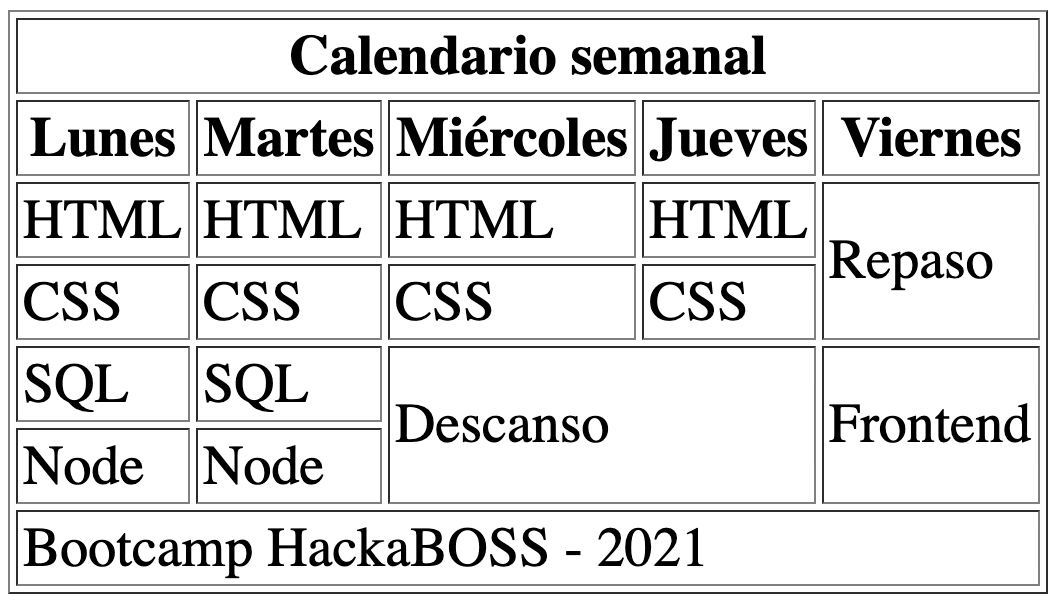 Calendario semanal
Lunes Martes Miércoles Jueves Viernes
HTML HTML HTML HTML Repaso
CSS CSS CSS CSS
SQL SQL Descanso Frontend
Node Node
Bootcamp HackaBOSS - 2021